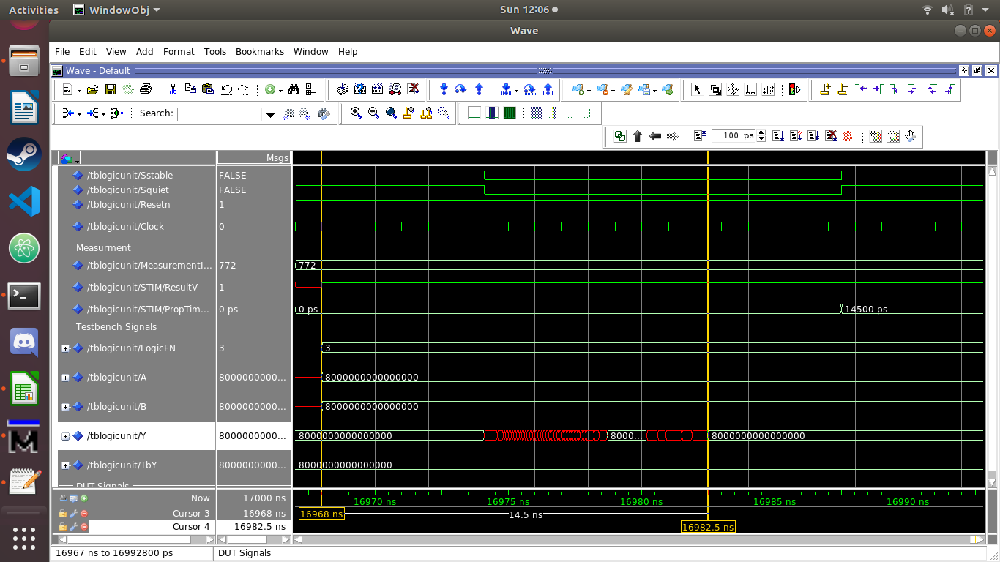 Activities WindowObj Sun 12:06
Wave
File Edit View Add Format Tools Bookmarks Window Help
Wave - Default
Search:
100 ps
Msgs
/tblogicunit/Sstable FALSE
/tblogicunit/Squiet FALSE
/tblogicunit/Resetn 1
/tblogicunit/Clock 0
Measurment
/tblogicunit/MeasurementI... 772 772
/tblogicunit/STIM/ResultV 1
/tblogicunit/STIM/PropTim... 0 ps 0 ps 14500 ps
Testbench Signals
/tblogicunit/LogicFN 3 3
/tblogicunit/A 8000000000... 8000000000000000
/tblogicunit/B 8000000000... 8000000000000000
/tblogicunit/Y 8000000000... 8000000000000000 8000... 8000000000000000
/tblogicunit/TbY 8000000000... 8000000000000000
DUT Signals
Now 17000 ns 16970 ns 16975 ns 16980 ns 16985 ns 16990 ns
Cursor 3 16968 ns 16968 ns 14.5 ns
Cursor 4 16982.5 ns 16982.5 ns
16967 ns to 16992800 ps DUT Signals